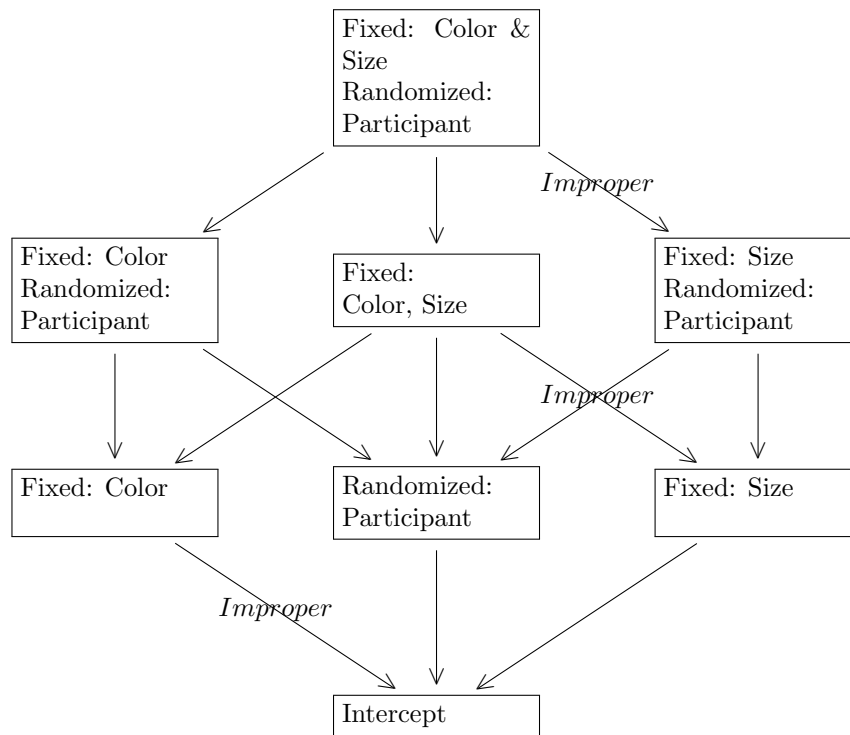 Fixed: Color &
Size
Randomized:
Participant
Improper
Fixed: Color
Randomized:
Participant
Fixed:
Color, Size
Fixed: Size
Randomized:
Participant
Improper
Fixed: Color
Randomized:
Participant
Fixed: Size
Improper
Intercept